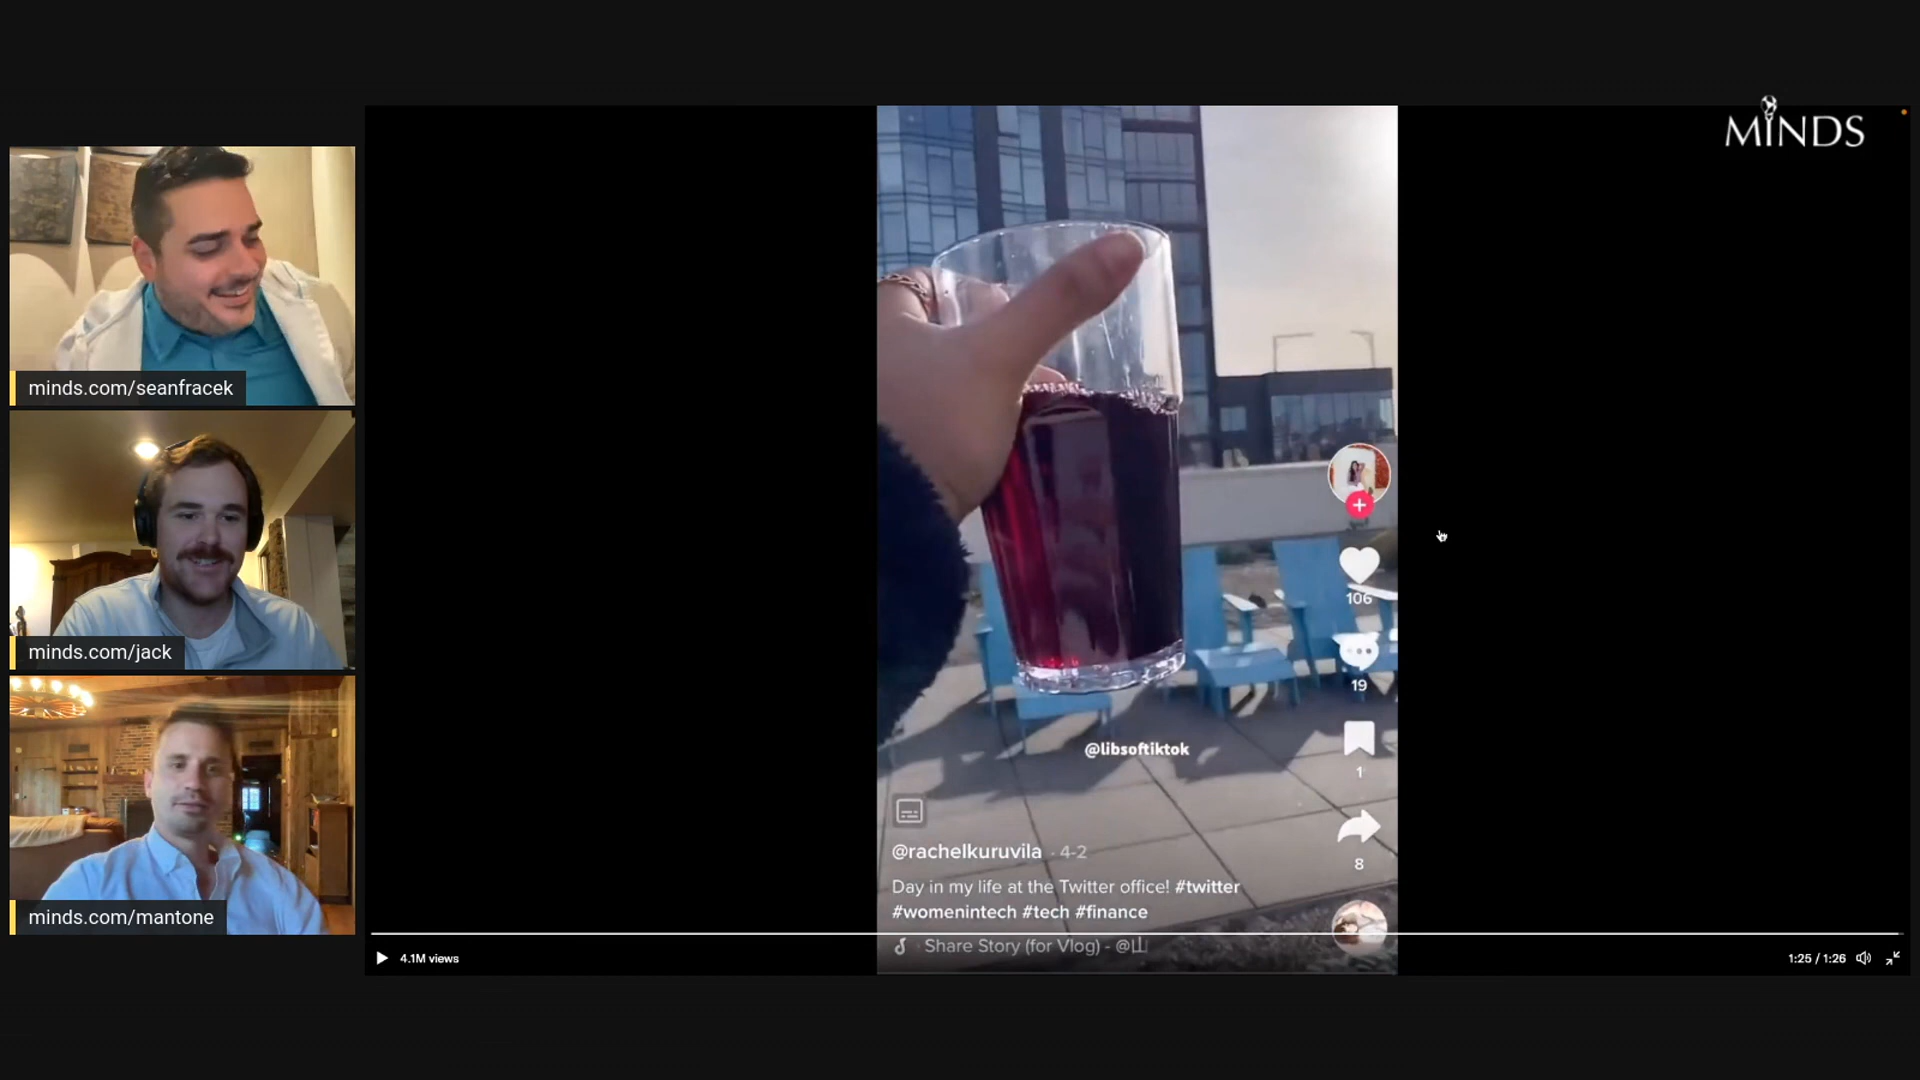 MINDS
minds.com/seanfracek
minds.com/jack
minds.com/mantone
106
19
1
8
@libsoftiktok
@rachelkuruvila · 4-2
Day in my life at the Twitter office! #twitter
#womenintech #tech #finance
Share Story (for Vlog) - @山
4.1M views
1:25 / 1:26